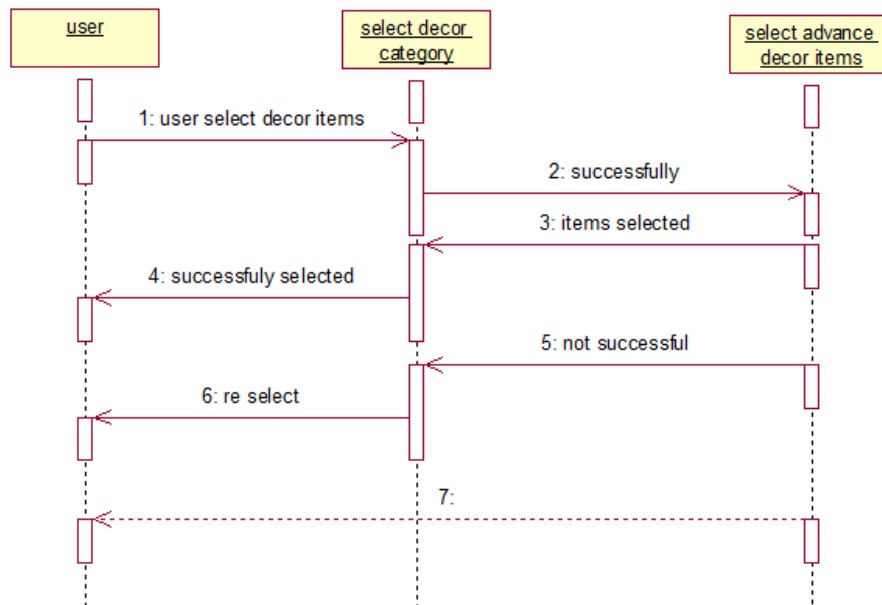 user
select decor
category
select advance
decor items
1: user select decor items
2: successfully
3: items selected
4: successfuly selected
5: not successful
6: re select
7: